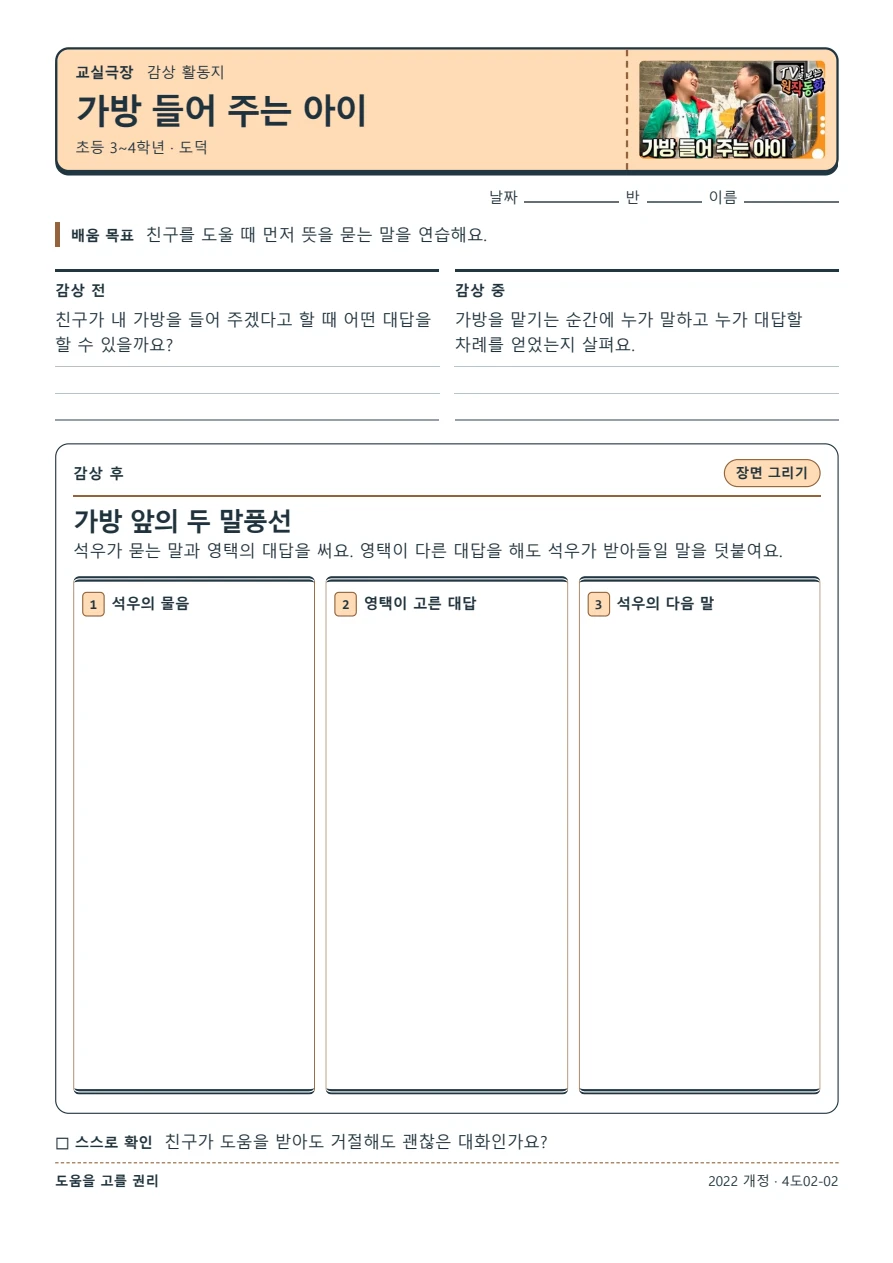 교실극장 감상 활동지
가방 들어 주는 아이
초등 3~4학년 · 도덕
TV로 보는
원작동화
가방 들어 주는 아이
날짜 반 이름
배움 목표 친구를 도울 때 먼저 뜻을 묻는 말을 연습해요.
감상 전
친구가 내 가방을 들어 주겠다고 할 때 어떤 대답을
할 수 있을까요?
감상 중
가방을 맡기는 순간에 누가 말하고 누가 대답할
차례를 얻었는지 살펴요.
감상 후
장면 그리기
가방 앞의 두 말풍선
석우가 묻는 말과 영택의 대답을 써요. 영택이 다른 대답을 해도 석우가 받아들일 말을 덧붙여요.
1 석우의 물음
2 영택이 고른 대답
3 석우의 다음 말
스스로 확인 친구가 도움을 받아도 거절해도 괜찮은 대화인가요?
도움을 고를 권리
2022 개정 · 4도02-02